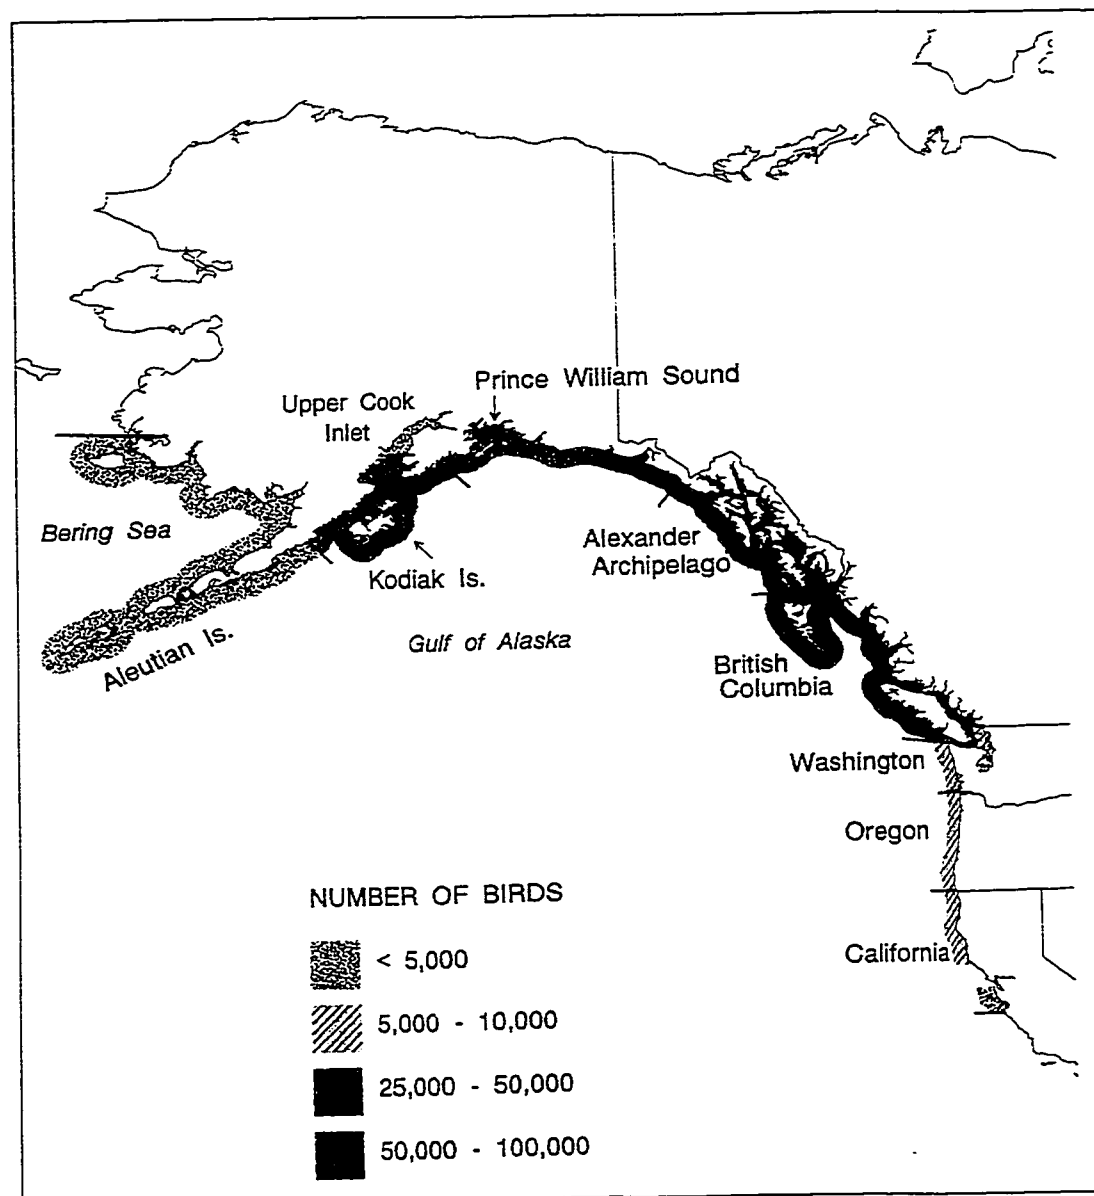 Prince William Sound
Upper Cook
Inlet
Bering Sea
Kodiak Is.
Alexander
Archipelago
Aleutian Is.
Gulf of Alaska
British
Columbia
Washington
Oregon
California
NUMBER OF BIRDS
< 5,000
5,000 - 10,000
25,000 - 50,000
50,000 - 100,000